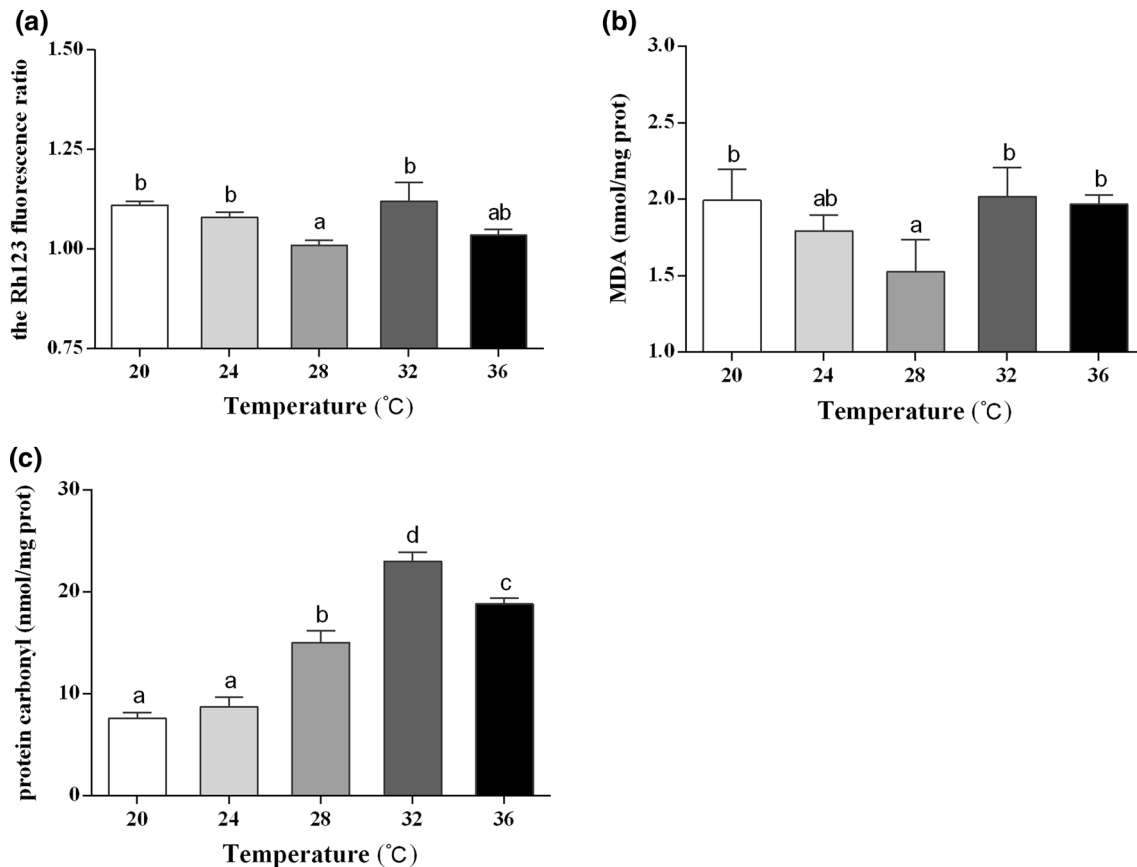 (a)
the Rh123 fluorescence ratio
1.50
1.25
1.00
0.75
b
b
a
b
ab
20
24
28
32
36
Temperature (℃)
(b)
MDA (nmol/mg prot)
3.0
2.5
2.0
1.5
1.0
b
ab
a
b
b
20
24
28
32
36
Temperature (℃)
(c)
protein carbonyl (nmol/mg prot)
30
20
10
0
a
a
b
d
c
20
24
28
32
36
Temperature (℃)